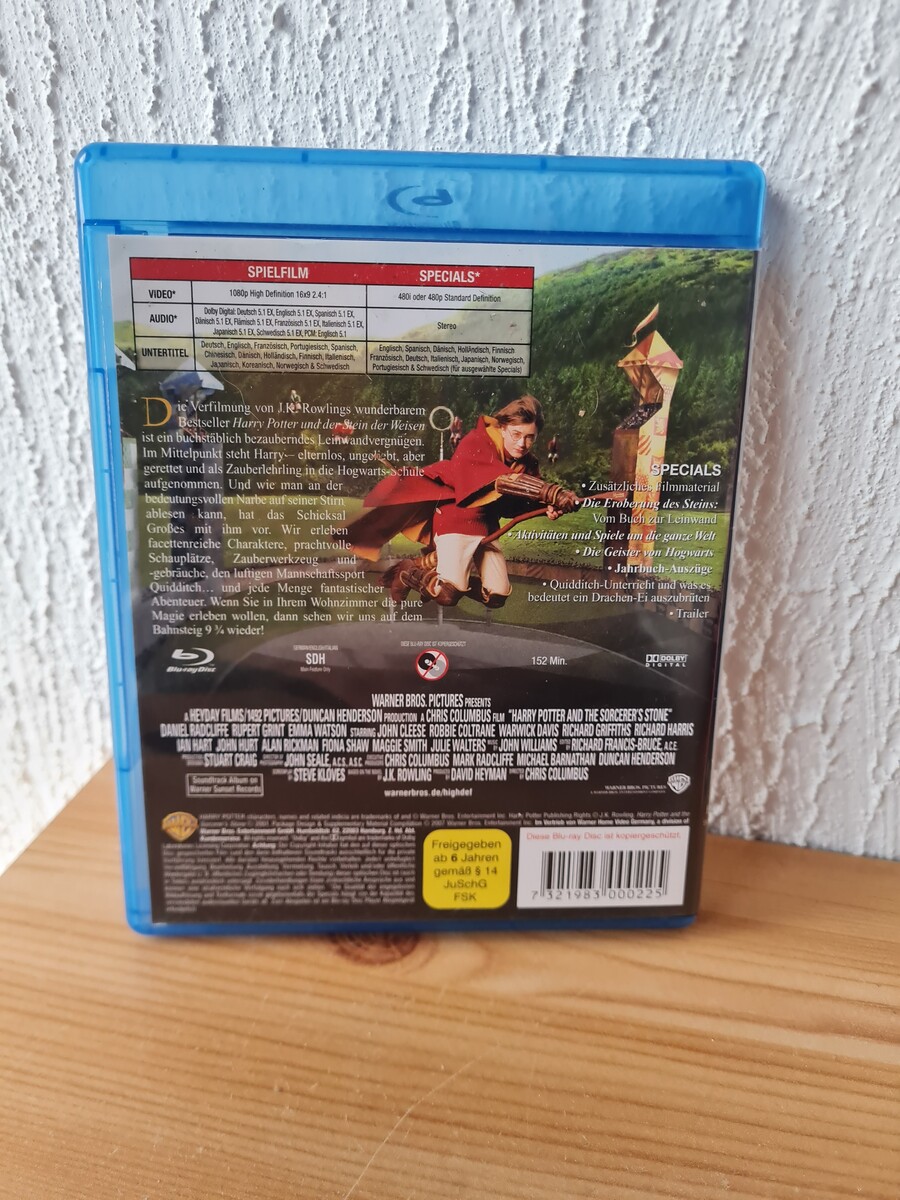 SPIELFILM
SPECIALS*
VIDEO*
1080p High Definition 16x9 2.4:1
480i oder 480p Standard Definition
AUDIO*
Dolby Digital: Deutsch 5.1 EX, Englisch 5.1 EX, Spanisch 5.1 EX,
Dänisch 5.1 EX, Flämisch 5.1 EX, Französisch 5.1 EX, Italienisch 5.1 EX,
Japanisch 5.1 EX, Schwedisch 5.1 EX, PCM: Englisch 5.1
Stereo
UNTERTITEL
Deutsch, Englisch, Französisch, Portugiesisch, Spanisch,
Chinesisch, Dänisch, Holländisch, Finnisch, Italienisch,
Japanisch, Koreanisch, Norwegisch & Schwedisch
Englisch, Spanisch, Dänisch, Holländisch, Finnisch
Französisch, Deutsch, Italienisch, Japanisch, Norwegisch,
Portugiesisch & Schwedisch (für ausgewählte Specials)
Die Verfilmung von J.K. Rowlings wunderbarem
Bestseller Harry Potter und der Stein der Weisen
ist ein buchstäblich bezauberndes Leinwandvergnügen.
Im Mittelpunkt steht Harry – elternlos, ungeliebt, aber
gerettet und als Zauberlehrling in die Hogwarts-Schule
aufgenommen. Und wie man an der
bedeutungsvollen Narbe auf seiner Stirn
ablesen kann, hat das Schicksal
Großes mit ihm vor. Wir erleben
facettenreiche Charaktere, prachtvolle
Schauplätze, Zauberwerkzeug und
-gebräuche, den luftigen Mannschaftssport
Quidditch... und jede Menge fantastischer
Abenteuer. Wenn Sie in Ihrem Wohnzimmer die pure
Magie erleben wollen, dann sehen wir uns auf dem
Bahnsteig 9 ¾ wieder!
SPECIALS
• Zusätzliches Filmmaterial
• Die Eroberung des Steins:
Vom Buch zur Leinwand
• Aktivitäten und Spiele um die ganze Welt
• Die Geister von Hogwarts
• Jahrbuch-Auszüge
• Quidditch-Unterricht und was es
bedeutet ein Drachen-Ei auszubrüten
• Trailer
Blu-ray Disc
SDH
Main Feature Only
DIESE BLU-RAY DISC IST KOPIERGESCHÜTZT
152 Min.
DOLBY
DIGITAL
WARNER BROS. PICTURES PRESENTS
A HEYDAY FILMS/1492 PICTURES/DUNCAN HENDERSON PRODUCTION A CHRIS COLUMBUS FILM "HARRY POTTER AND THE SORCERER'S STONE"
DANIEL RADCLIFFE RUPERT GRINT EMMA WATSON STARRING JOHN CLEESE ROBBIE COLTRANE WARWICK DAVIS RICHARD GRIFFITHS RICHARD HARRIS
IAN HART JOHN HURT ALAN RICKMAN FIONA SHAW MAGGIE SMITH JULIE WALTERS JOHN WILLIAMS RICHARD FRANCIS-BRUCE, A.C.E.
STUART CRAIG JOHN SEALE, A.C.S. A.S.C. CHRIS COLUMBUS MARK RADCLIFFE MICHAEL BARNATHAN DUNCAN HENDERSON
STEVE KLOVES J.K. ROWLING DAVID HEYMAN CHRIS COLUMBUS
Soundtrack Album on
Warner Sunset Records
warnerbros.de/highdef
WARNER BROS. PICTURES
Freigegeben
ab 6 Jahren
gemäß § 14
JuSchG
FSK
Diese Blu-ray Disc ist kopiergeschützt.
7 321983 000225